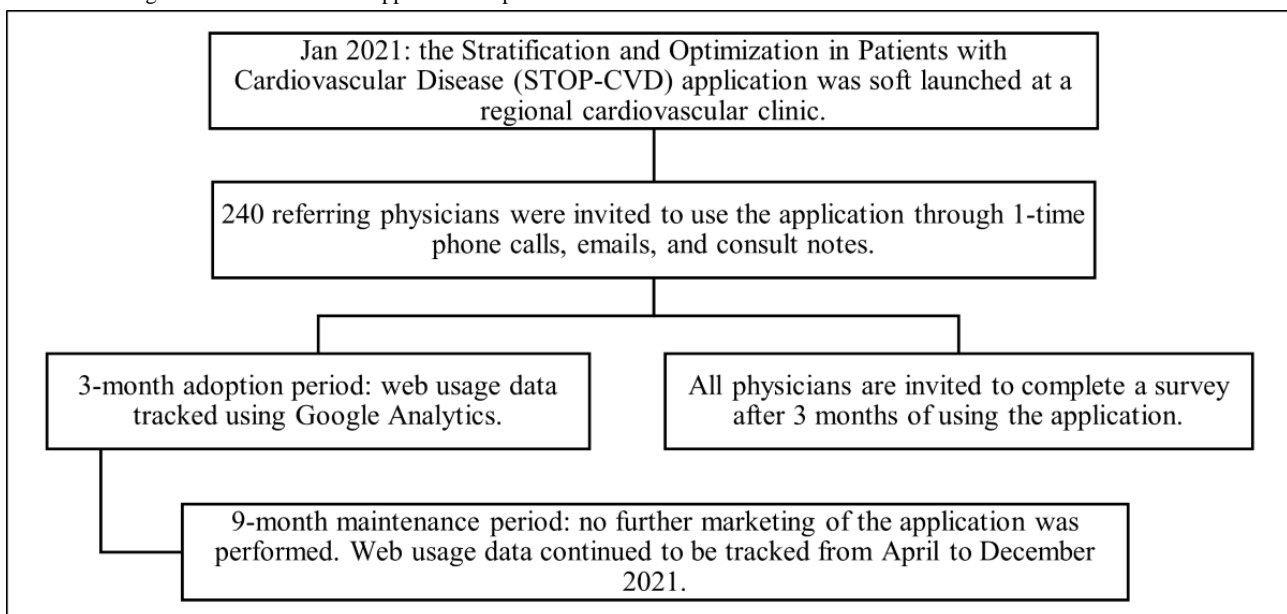 Jan 2021: the Stratification and Optimization in Patients with
Cardiovascular Disease (STOP-CVD) application was soft launched at a
regional cardiovascular clinic.
240 referring physicians were invited to use the application through 1-time
phone calls, emails, and consult notes.
3-month adoption period: web usage data
tracked using Google Analytics.
All physicians are invited to complete a survey
after 3 months of using the application.
9-month maintenance period: no further marketing of the application was
performed. Web usage data continued to be tracked from April to December
2021.